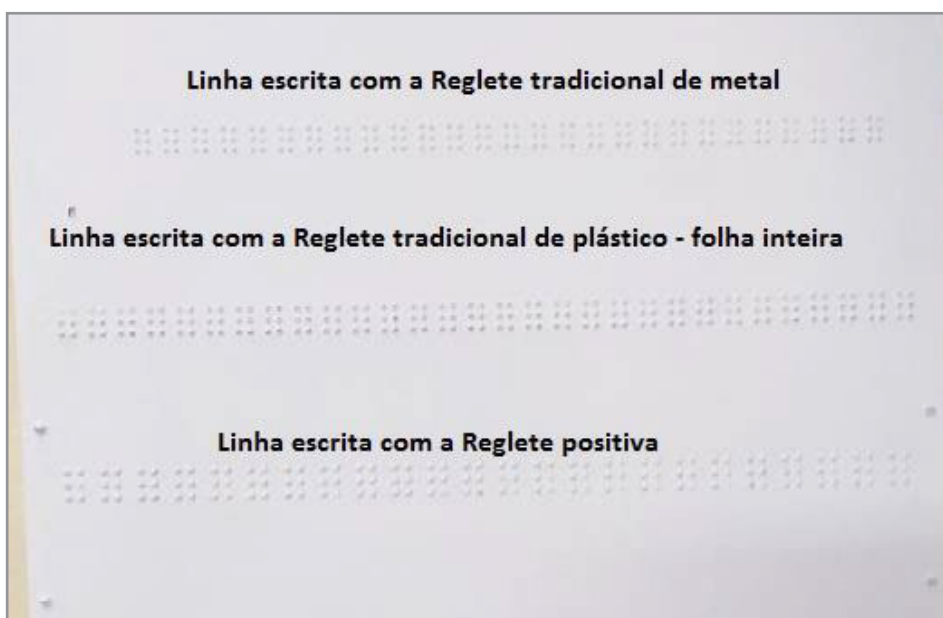 Linha escrita com a Reglete tradicional de metal
Linha escrita com a Reglete tradicional de plástico - folha inteira
Linha escrita com a Reglete positiva